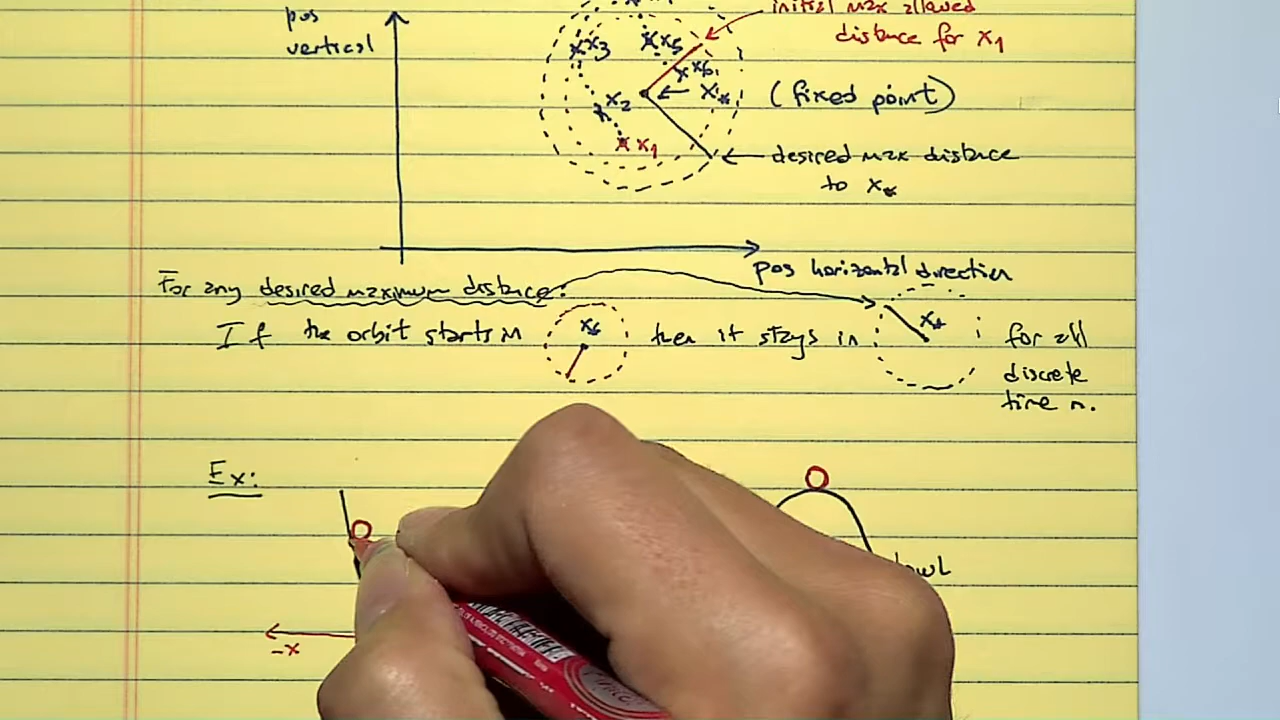 pos
vertical
initial max allowed
distance for x₁
x₃
x₅
x₆
x₂
x*
(fixed point)
x₁
desired max distance
to x*
pos horizontal direction
For any desired maximum distance:
If the orbit starts in x* then it stays in x* for all
discrete
time n.
Ex:
bowl
-x